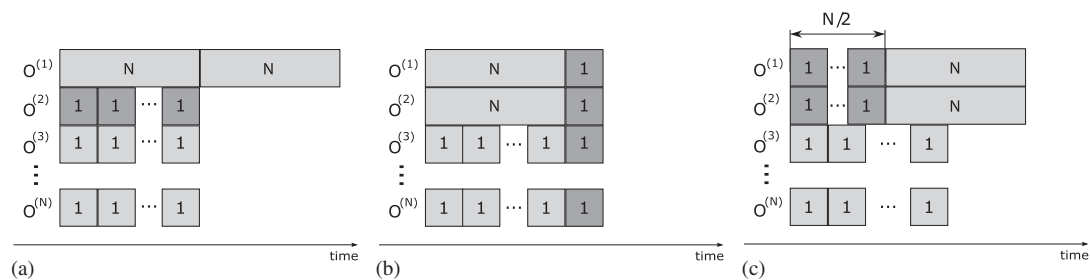 N/2
O(1) N N
O(2) 1 1 ... 1
O(3) 1 1 ... 1
O(N) 1 1 ... 1
time
(a)
O(1) N 1
O(2) N 1
O(3) 1 1 ... 1 1
O(N) 1 1 ... 1 1
time
(b)
O(1) 1 ... 1 N
O(2) 1 ... 1 N
O(3) 1 1 ... 1
O(N) 1 1 ... 1
time
(c)